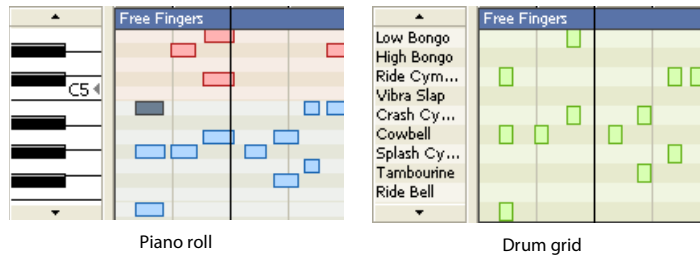 Free Fingers
C5
Piano roll
Free Fingers
Low Bongo
High Bongo
Ride Cym...
Vibra Slap
Crash Cy...
Cowbell
Splash Cy...
Tambourine
Ride Bell
Drum grid